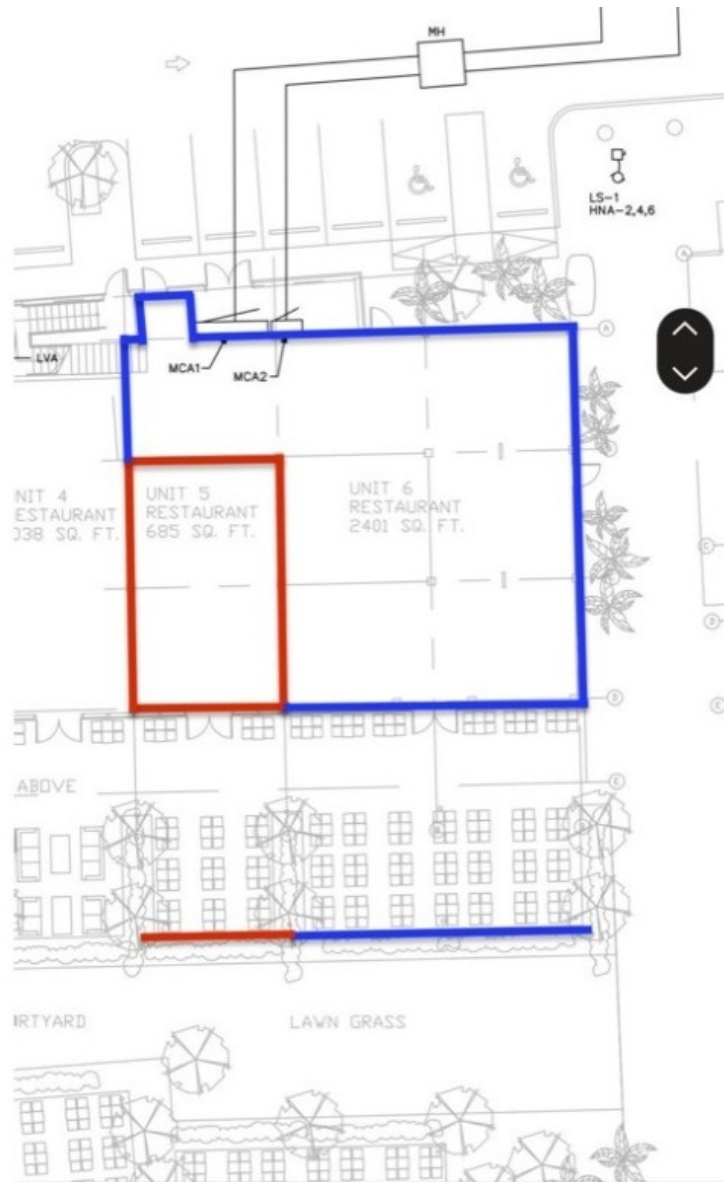 MH
LS-1
HNA-2,4,6
A
LVA
MCA1
MCA2
NIT 4
ESTAURANT
038 SQ. FT.
UNIT 5
RESTAURANT
685 SQ. FT.
UNIT 6
RESTAURANT
2401 SQ. FT.
C
D
D
E
E
ABOVE
RTYARD
LAWN GRASS